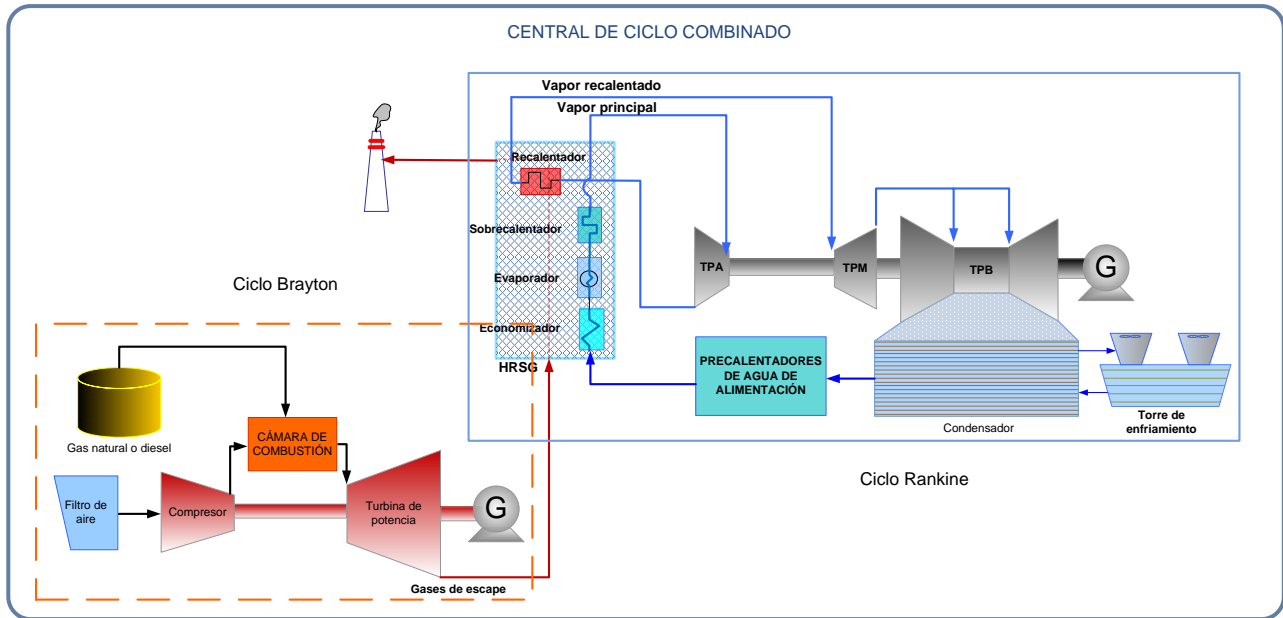 CENTRAL DE CICLO COMBINADO
Vapor recalentado
Vapor principal
Recalentador
Sobrecalentador
Evaporador
Economizador
HRSG
TPA
TPM
TPB
G
Ciclo Brayton
PRECALENTADORES
DE AGUA DE
ALIMENTACIÓN
Condensador
Torre de
enfriamiento
Ciclo Rankine
Gas natural o diesel
CÁMARA DE
COMBUSTIÓN
Filtro de
aire
Compresor
Turbina de
potencia
G
Gases de escape